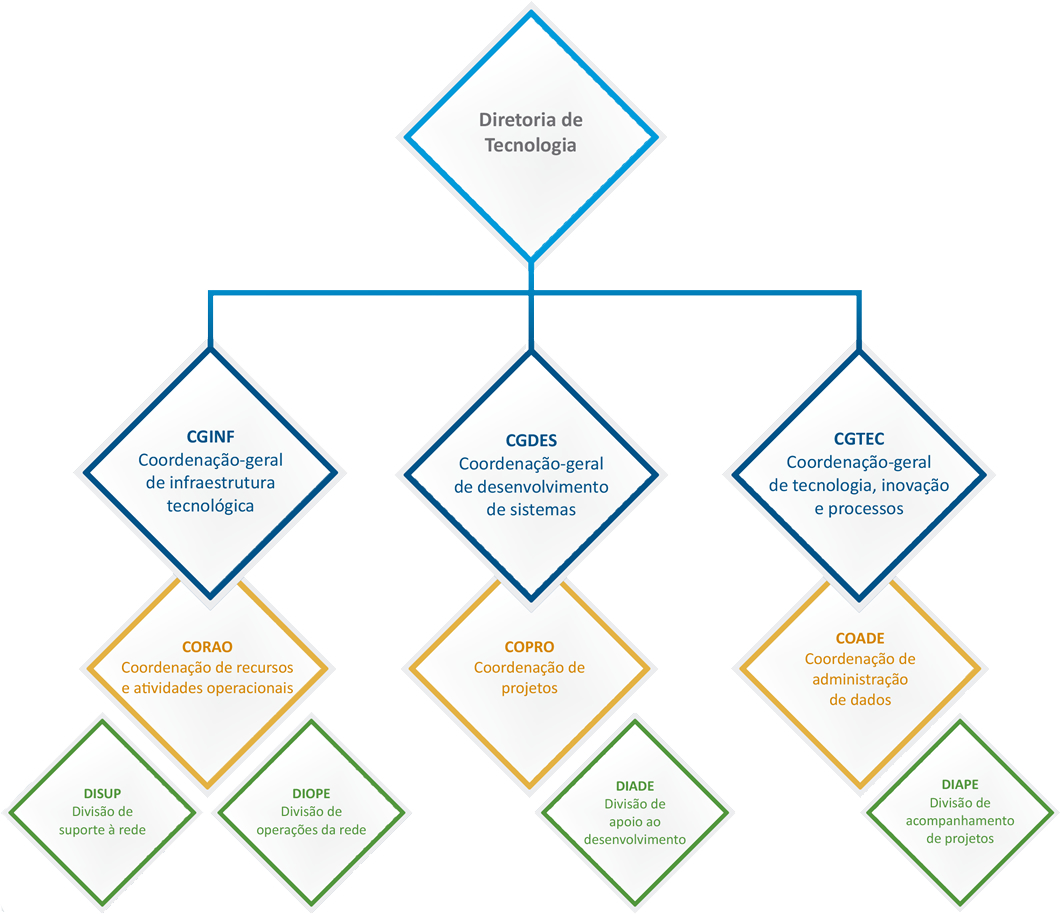 Diretoria de
Tecnologia
CGINF
Coordenação-geral
de infraestrutura
tecnológica
CGDES
Coordenação-geral
de desenvolvimento
de sistemas
CGTEC
Coordenação-geral
de tecnologia, inovação
e processos
CORAO
Coordenação de recursos
e atividades operacionais
COPRO
Coordenação de
projetos
COADE
Coordenação de
administração
de dados
DISUP
Divisão de
suporte à rede
DIOPE
Divisão de
operações da rede
DIADE
Divisão de
apoio ao
desenvolvimento
DIAPE
Divisão de
acompanhamento
de projetos